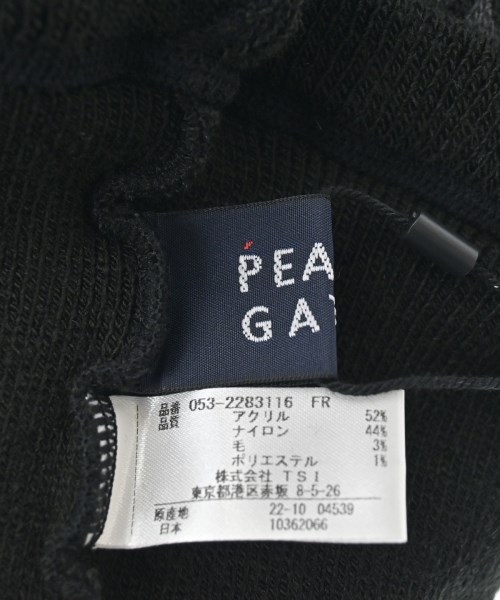 PEA
GA
品番 053-2283116 FR
品質 アクリル 52%
ナイロン 44%
毛 3%
ポリエステル 1%
株式会社 TSI
東京都港区赤坂 8-5-26
原産地 22-10 04539
日本 10362066